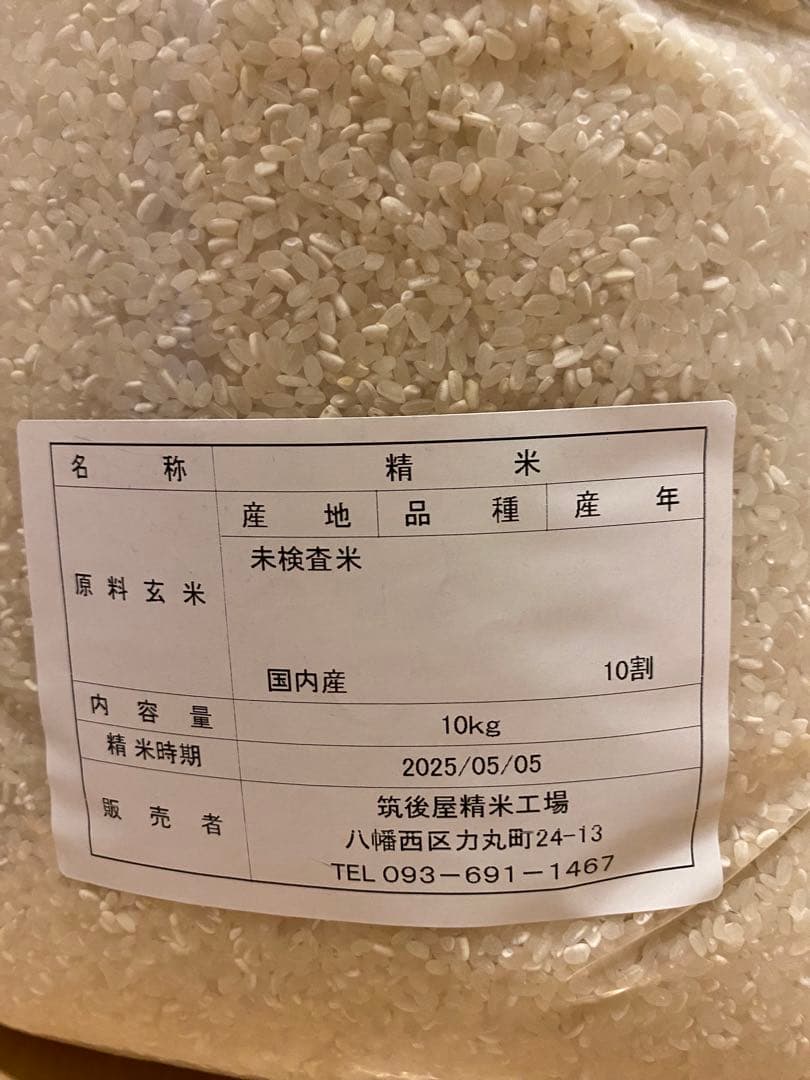 名称 精米
原料玄米 産地 品種 産年
未検査米
国内産 10割
内容量 10kg
精米時期 2025/05/05
販売者 筑後屋精米工場
八幡西区力丸町24-13
TEL 093-691-1467